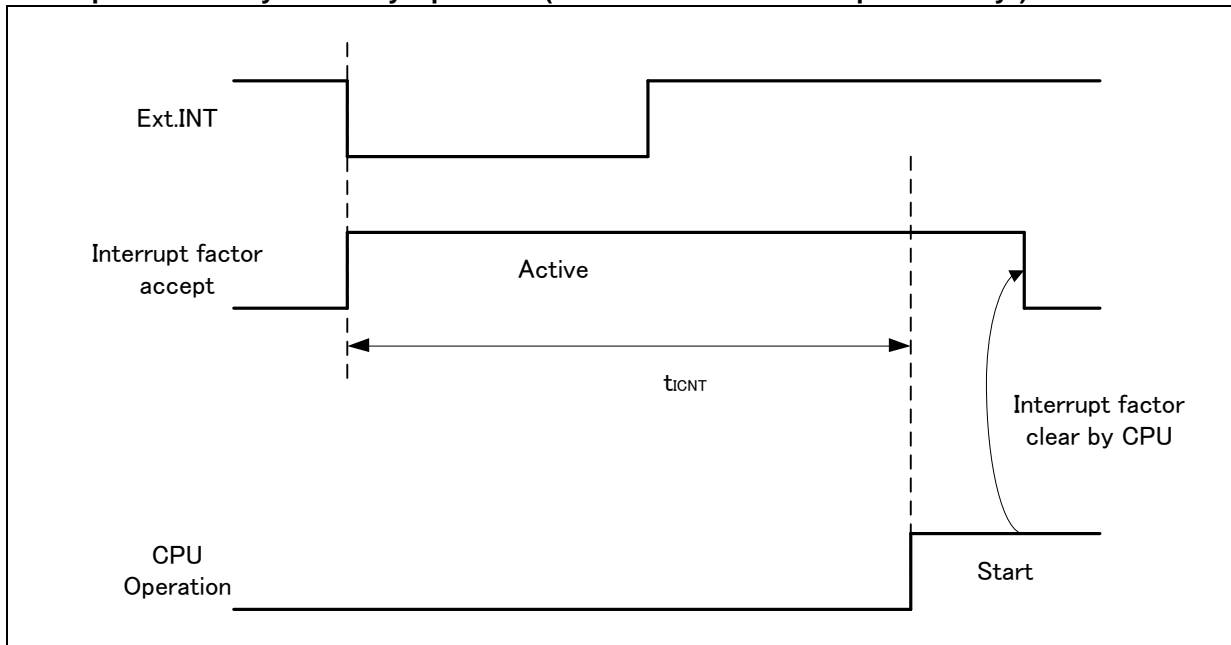 Ext.INT
Interrupt factor
accept
Active
tICNT
Interrupt factor
clear by CPU
CPU
Operation
Start